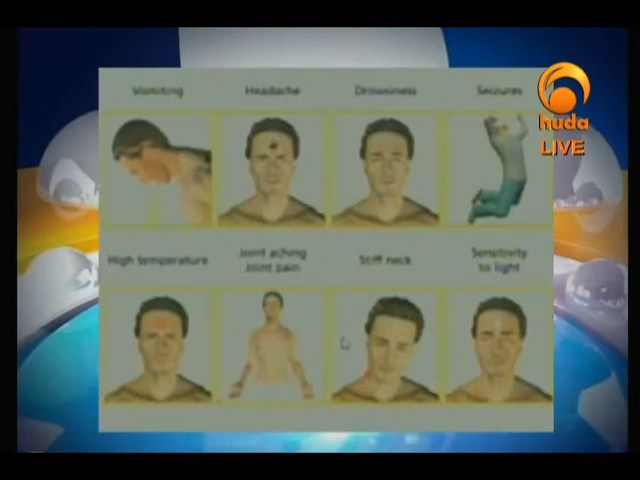 Vomiting
Headache
Drowsiness
Seizures
High temperature
Joint aching
Joint pain
Stiff neck
Sensitivity
to light
huda
LIVE